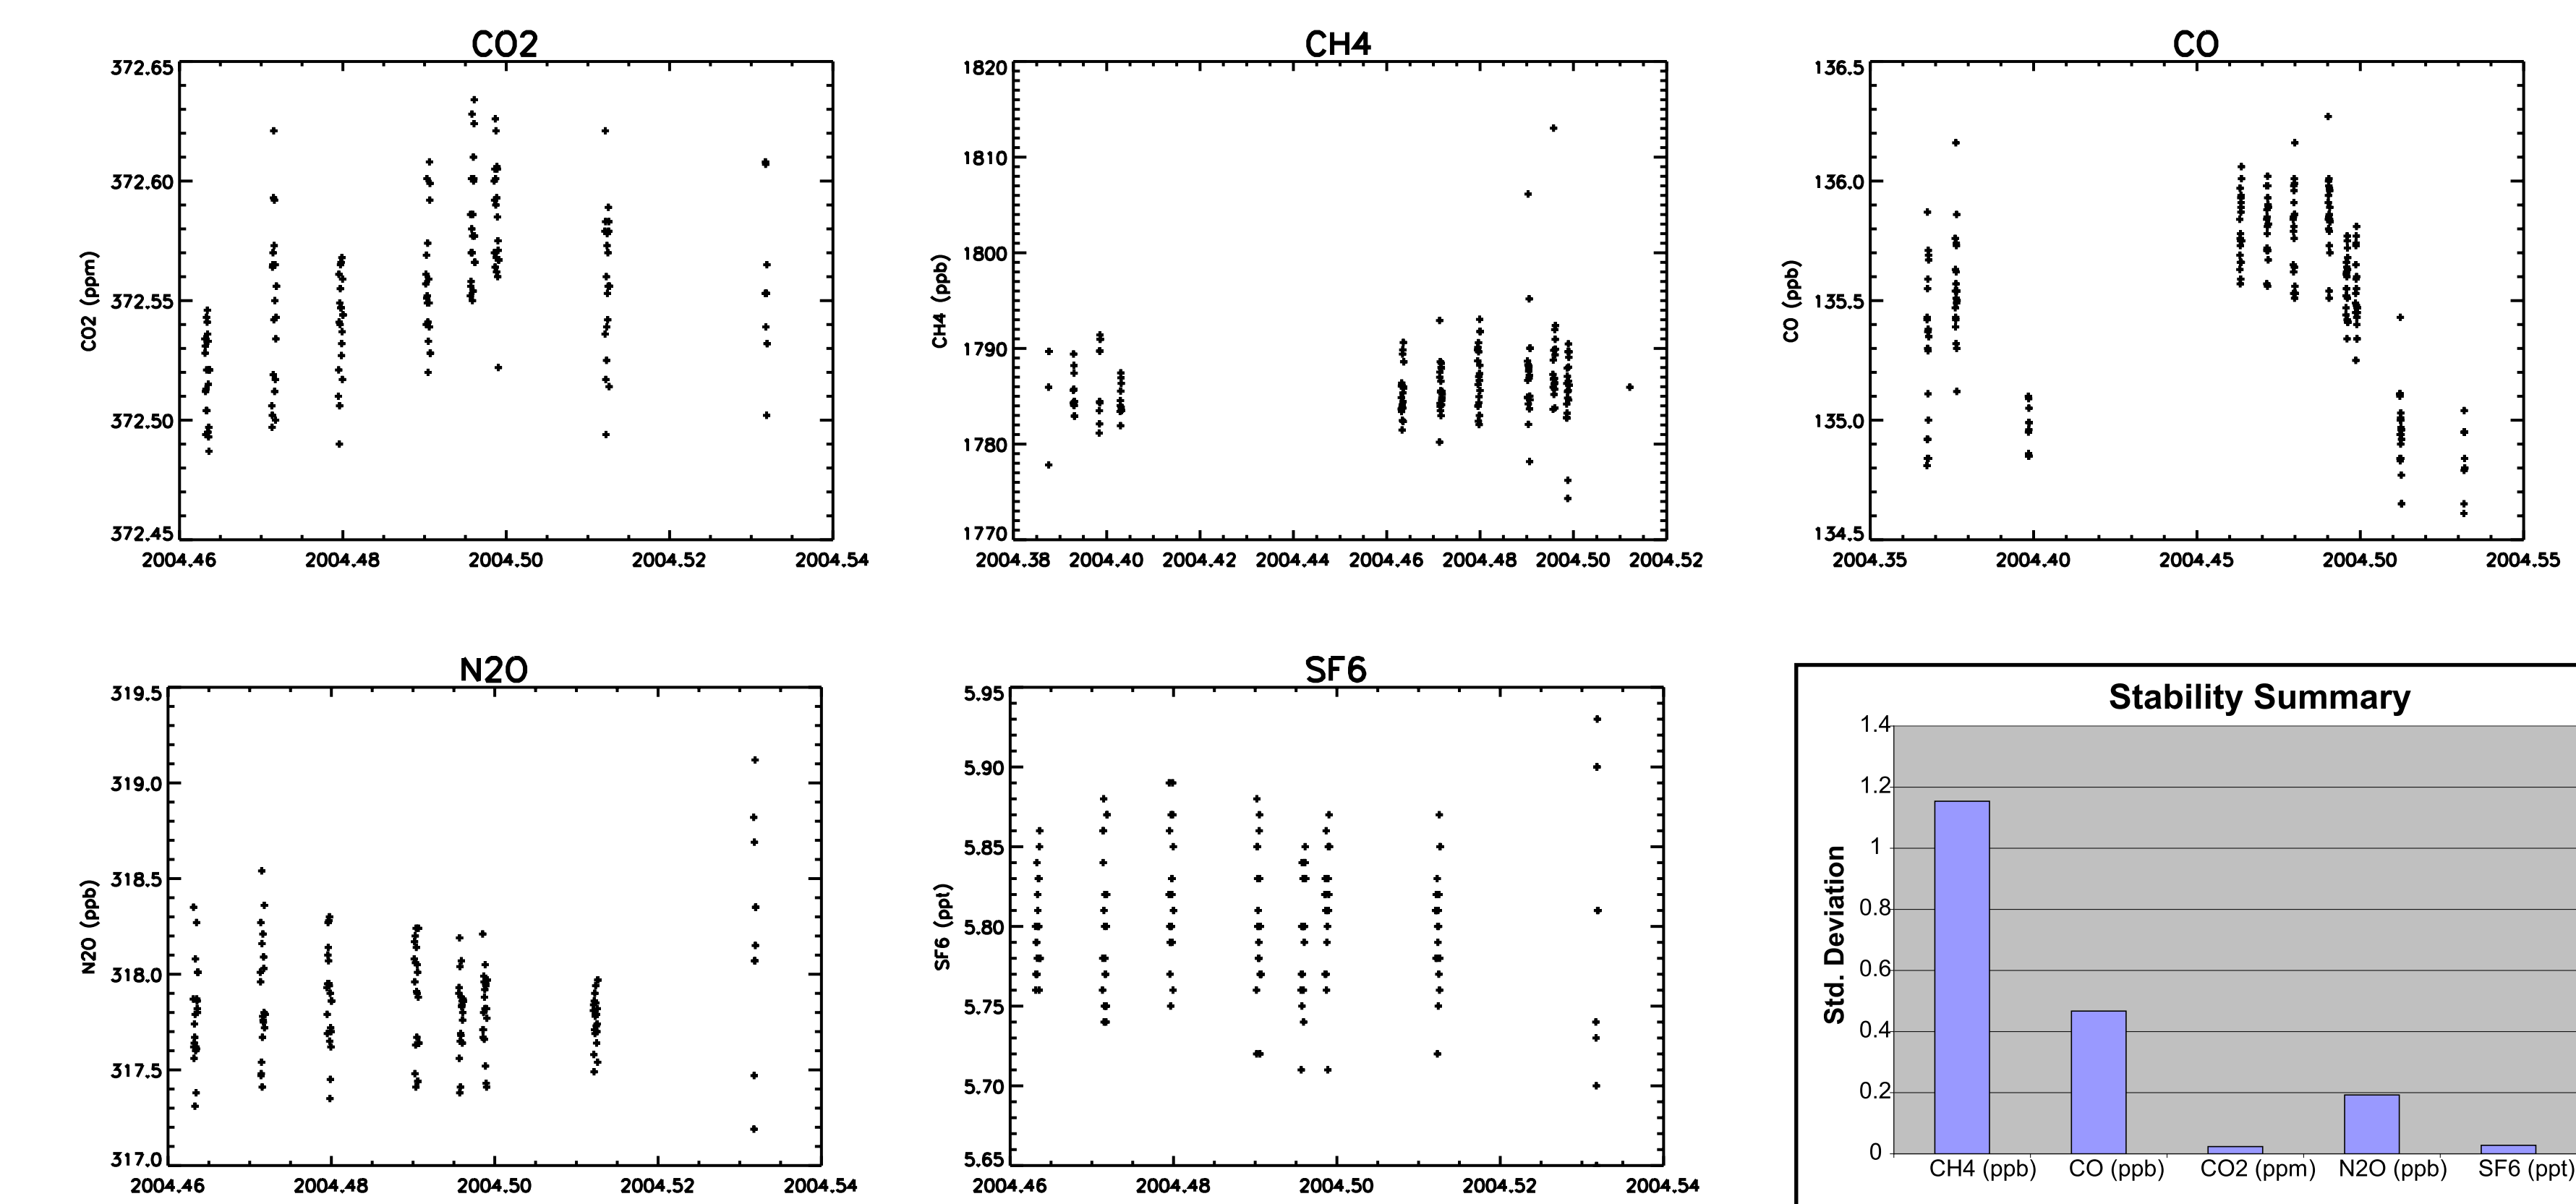 CO2
372.65
372.60
372.55
372.50
372.45
CO2 (ppm)
2004.46 2004.48 2004.50 2004.52 2004.54
CH4
1820
1810
1800
1790
1780
1770
CH4 (ppb)
2004.38 2004.40 2004.42 2004.44 2004.46 2004.48 2004.50 2004.52
CO
136.5
136.0
135.5
135.0
134.5
CO (ppb)
2004.35 2004.40 2004.45 2004.50 2004.55
N2O
319.5
319.0
318.5
318.0
317.5
317.0
N2O (ppb)
2004.46 2004.48 2004.50 2004.52 2004.54
SF6
5.95
5.90
5.85
5.80
5.75
5.70
5.65
SF6 (ppt)
2004.46 2004.48 2004.50 2004.52 2004.54
Stability Summary
1.4
1.2
1
0.8
0.6
0.4
0.2
0
Std. Deviation
CH4 (ppb) CO (ppb) CO2 (ppm) N2O (ppb) SF6 (ppt)